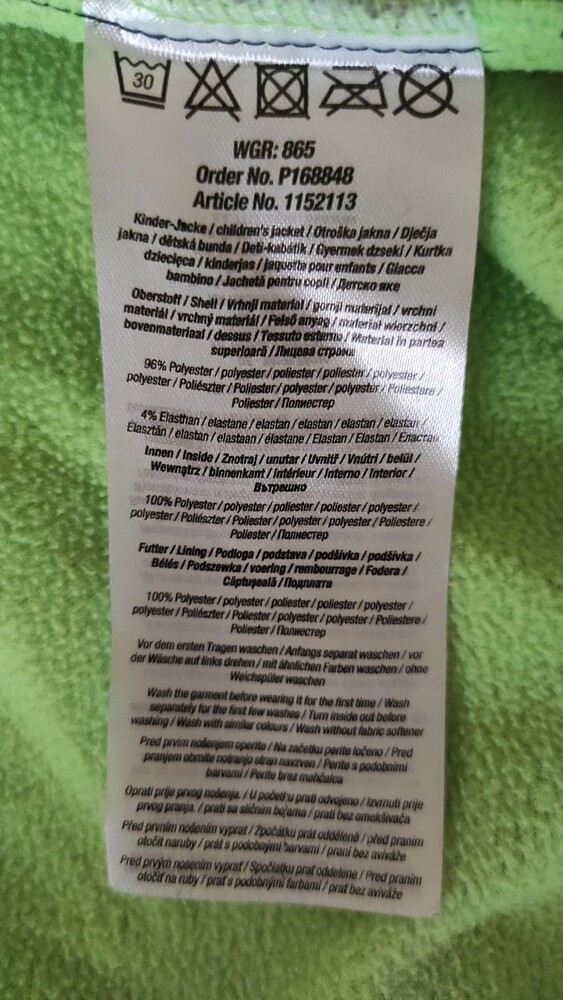 30
WGR: 865
Order No. P168848
Article No. 1152113
Kinder-Jacke / children's jacket / Otroška jakna / Dječja
jakna / dětská bunda / Deti-kabátik / Gyermek dzseki / Kurtka
dziecięca / kinderjas / jaquetta pour enfants / Giacca
bambino / Jachetă pentru copii / Детско яке
Oberstoff / Shell / Vrhnji material / gornji materijal / vrchní
materiál / vrchný materiál / Felső anyag / materiał wierzchni /
bovenmateriaal / dessus / Tessuto esterno / Material în partea
superioară / Лицева страна
96% Polyester / polyester / poliester / poliester / polyester /
polyester / Poliészter / Poliester / polyester / polyester / Poliestere /
Poliester / Полиестер
4% Elasthan / elastane / elastan / elastan / elastan / elastan /
Elasztán / elastan / elastaan / élastane / Elastan / Elastan / Еластан
Innen / Inside / Znotraj / unutar / Uvnitř / Vnútri / belül /
Wewnątrz / binnenkant / intérieur / Interno / Interior /
Вътрешно
100% Polyester / polyester / poliester / poliester / polyester /
polyester / Poliészter / Poliester / polyester / polyester / Poliestere /
Poliester / Полиестер
Futter / Lining / Podloga / podstava / podšívka / podšívka /
Bélés / Podszewka / voering / rembourrage / Fodera /
Căptușeală / Подплата
100% Polyester / polyester / poliester / poliester / polyester /
polyester / Poliészter / Poliester / polyester / polyester / Poliestere /
Poliester / Полиестер
Vor dem ersten Tragen waschen / Anfangs separat waschen / vor
der Wäsche auf links drehen / mit ähnlichen Farben waschen / ohne
Weichspüler waschen
Wash the garment before wearing it for the first time / Wash
separately for the first few washes / Turn inside out before
washing / Wash with similar colours / Wash without fabric softener
Pred prvim nošenjem operite / Na začetku perite ločeno / Pred
pranjem obrnite notranjo stran navzven / Perite s podobnimi
barvami / Perite brez mehčalca
Oprati prije prvog nošenja. / U početku prati odvojeno / Izvrnuti prije
prvog pranja. / prati sa sličnim bojama / prati bez omekšivača
Před prvním nošením vyprat / Zpočátku prát odděleně / před praním
otočit naruby / prát s podobnými barvami / praní bez aviváže
Pred prvým nosením vyprať / Spočiatku prať oddelene / Pred praním
otočiť na ruby / prať s podobnými farbami / prať bez aviváže